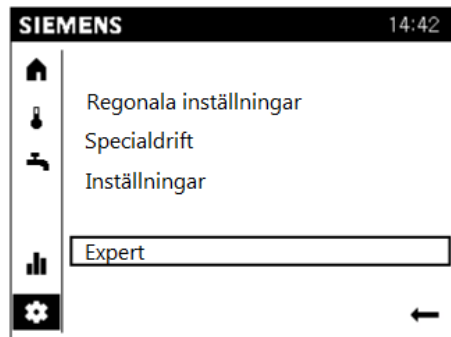 SIEMENS 14:42
Regonala inställningar
Specialdrift
Inställningar
Expert